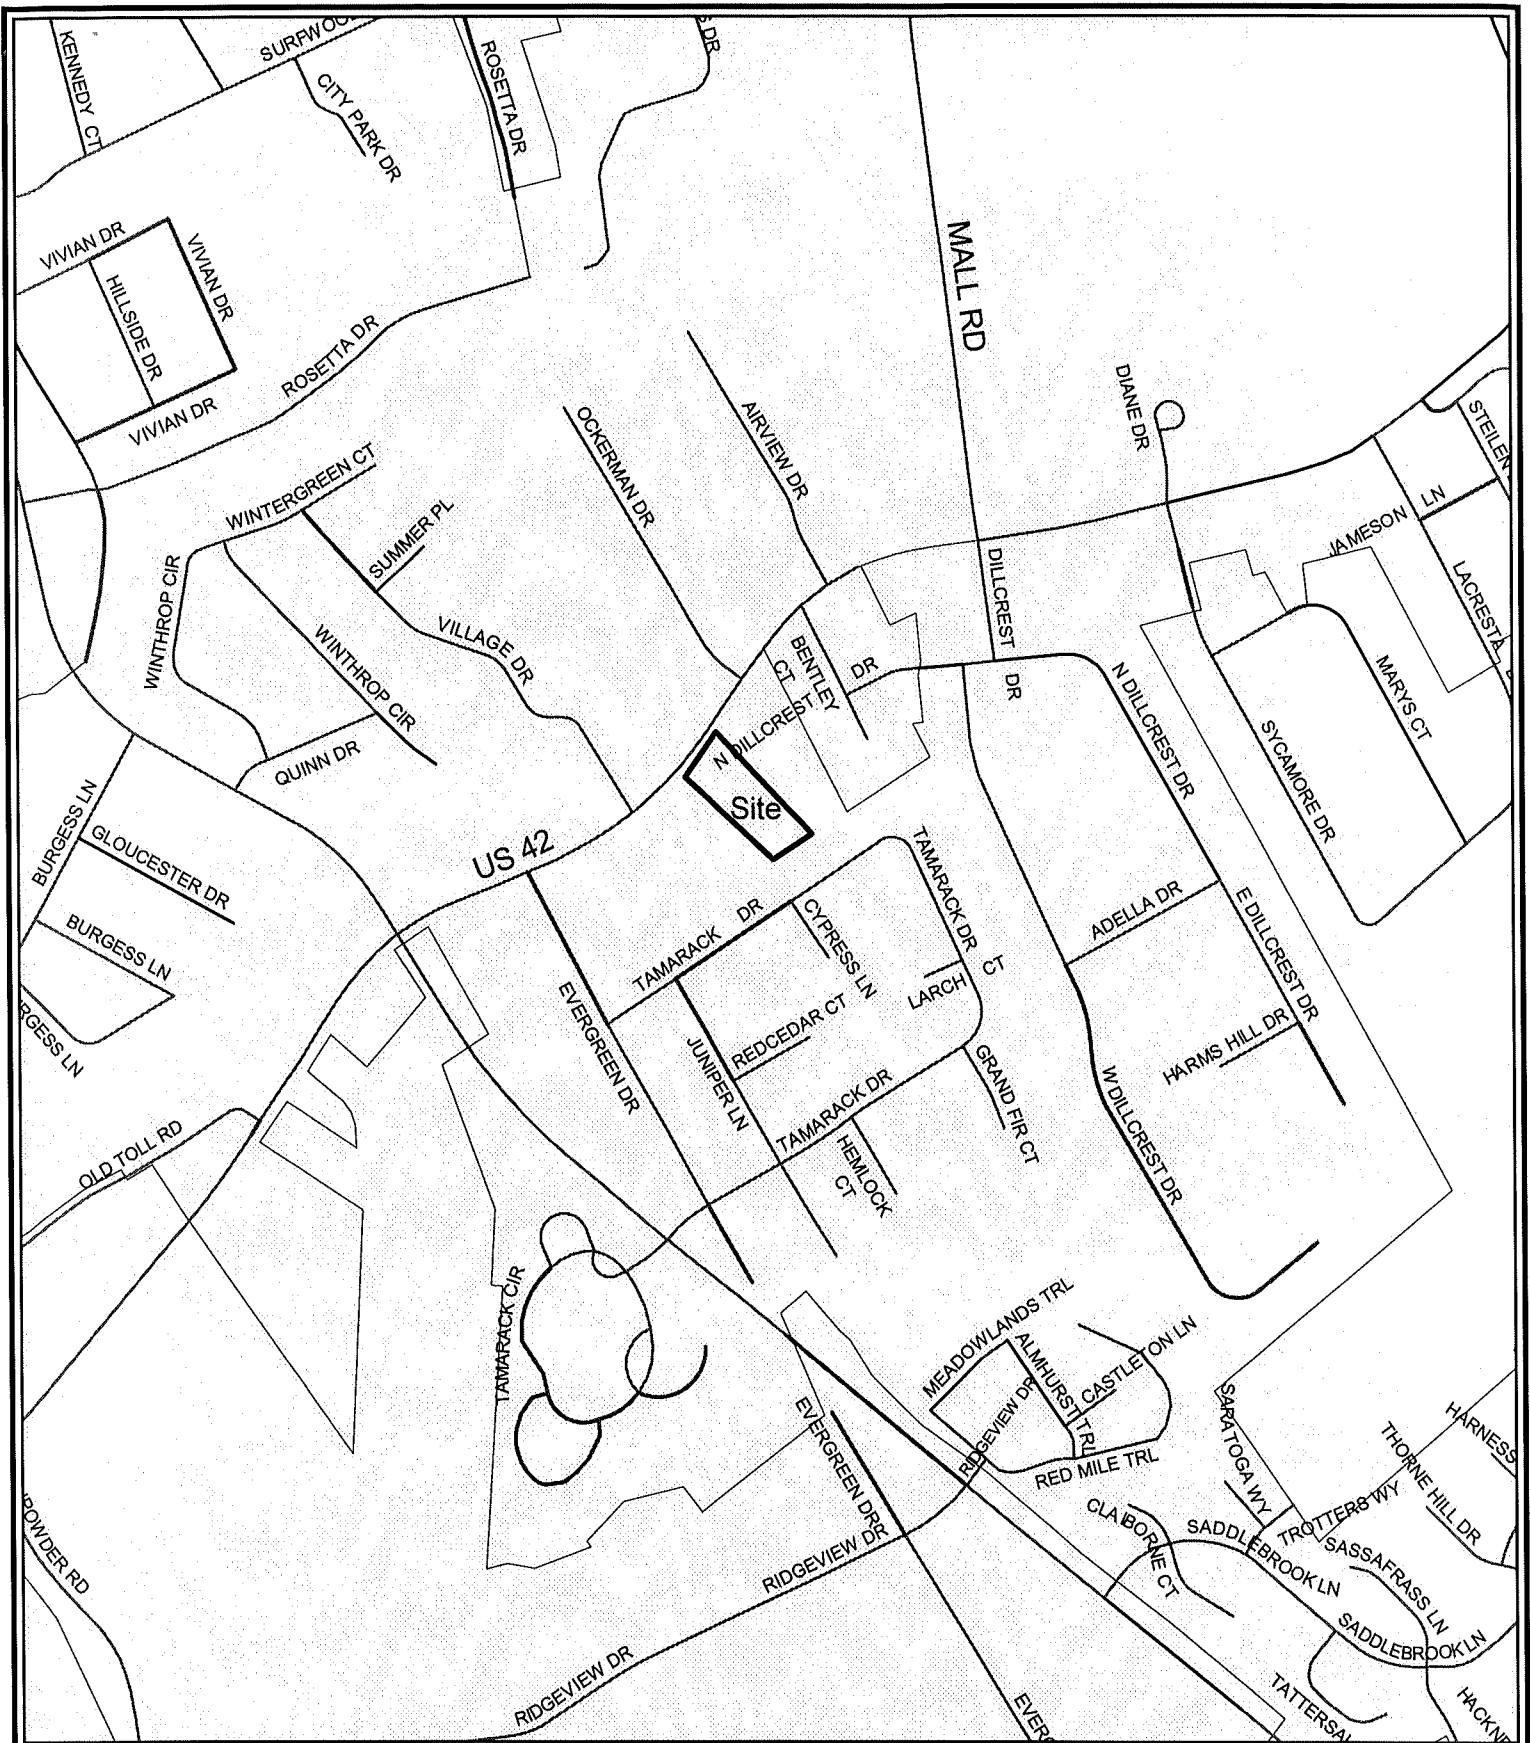 KENNEDY CT
SURFWOO
CITY PARK DR
ROSETTA DR
S DR
VIVIAN DR
VIVIAN DR
HILLSIDE DR
VIVIAN DR
ROSETTA DR
MALL RD
DIANE DR
STEILEN
WINTERGREEN CT
SUMMER PL
OCKERMAN DR
AIRVIEW DR
JAMESON LN
LACRESTA
WINTHROP CIR
WINTHROP CIR
VILLAGE DR
QUINN DR
BENTLEY
CT
N DILLCREST DR
DILLCREST DR
N DILLCREST DR
MARYS CT
SYCAMORE DR
Site
US 42
BURGESS LN
GLOUCESTER DR
BURGESS LN
RGESS LN
TAMARACK DR
CYPRESS LN
TAMARACK DR
LARCH CT
ADELLA DR
E DILLCREST DR
EVERGREEN DR
JUNIPER LN
REDCEDAR CT
TAMARACK DR
GRAND FIR CT
HARMS HILL DR
W DILLCREST DR
HEMLOCK CT
OLD TOLL RD
TAMARACK CIR
MEADOWLANDS TRL
ALMHURST TRL
CASTLETON LN
RIDGEVIEW DR
RED MILE TRL
SARATOGA WY
HARNESS
THORNE HILL DR
TROTTERS WY
EVERGREEN DR
RIDGEVIEW DR
CLAIBORNE CT
SADDLEBROOK LN
SASSAFRASS LN
SADDLEBROOK LN
POWDER RD
RIDGEVIEW DR
EVERG
TATTERSAL
HACKNE